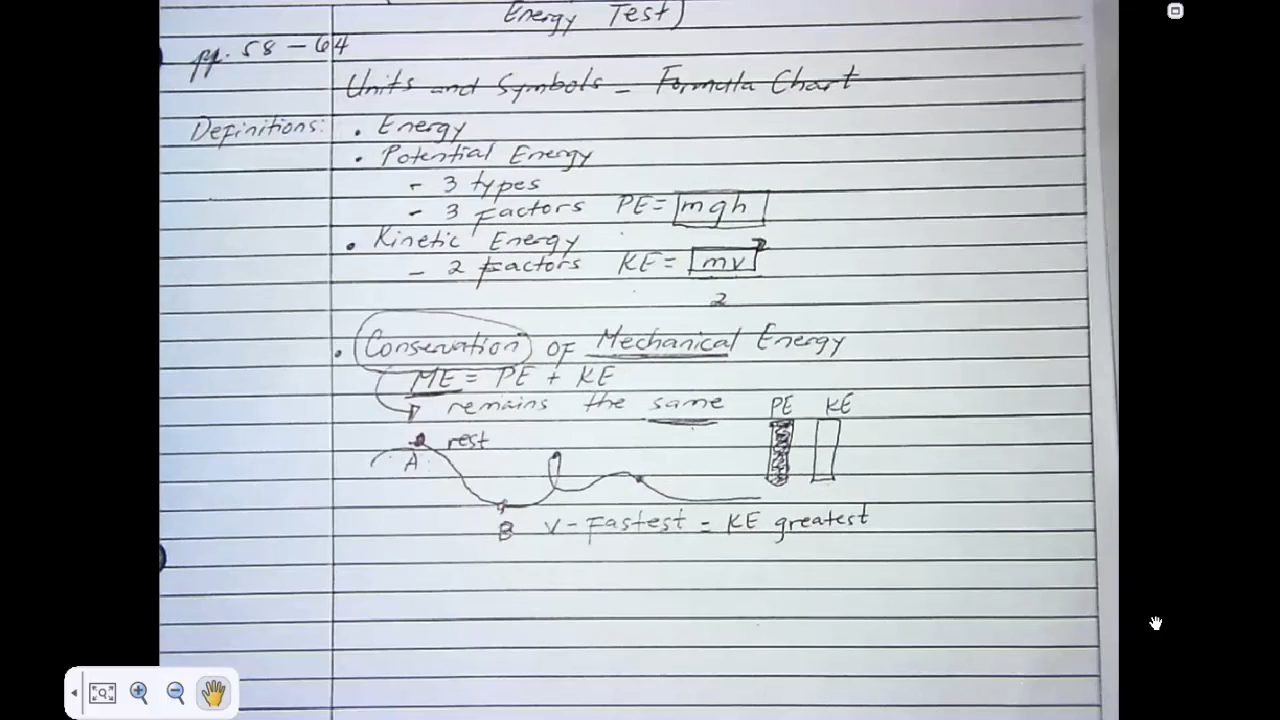 Energy Test)
pp. 58 - 64
Units and Symbols - Formula Chart
Definitions: • Energy
• Potential Energy
- 3 types
- 3 Factors PE = mgh
• Kinetic Energy
- 2 Factors KE = mv
2
• Conservation of Mechanical Energy
ME = PE + KE
remains the same PE KE
rest
A
B V - Fastest = KE greatest